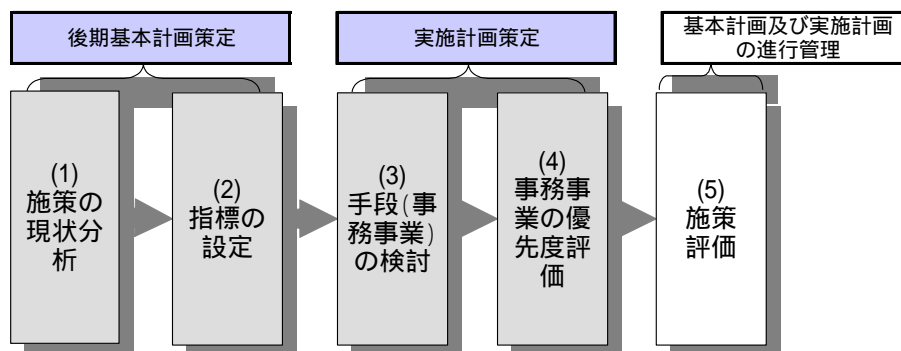 後期基本計画策定
実施計画策定
基本計画及び実施計画
の進行管理
(1)
施策の
現状分
析
(2)
指標の
設定
(3)
手段(事
務事業)
の検討
(4)
事務事
業の優
先度評
価
(5)
施策
評価